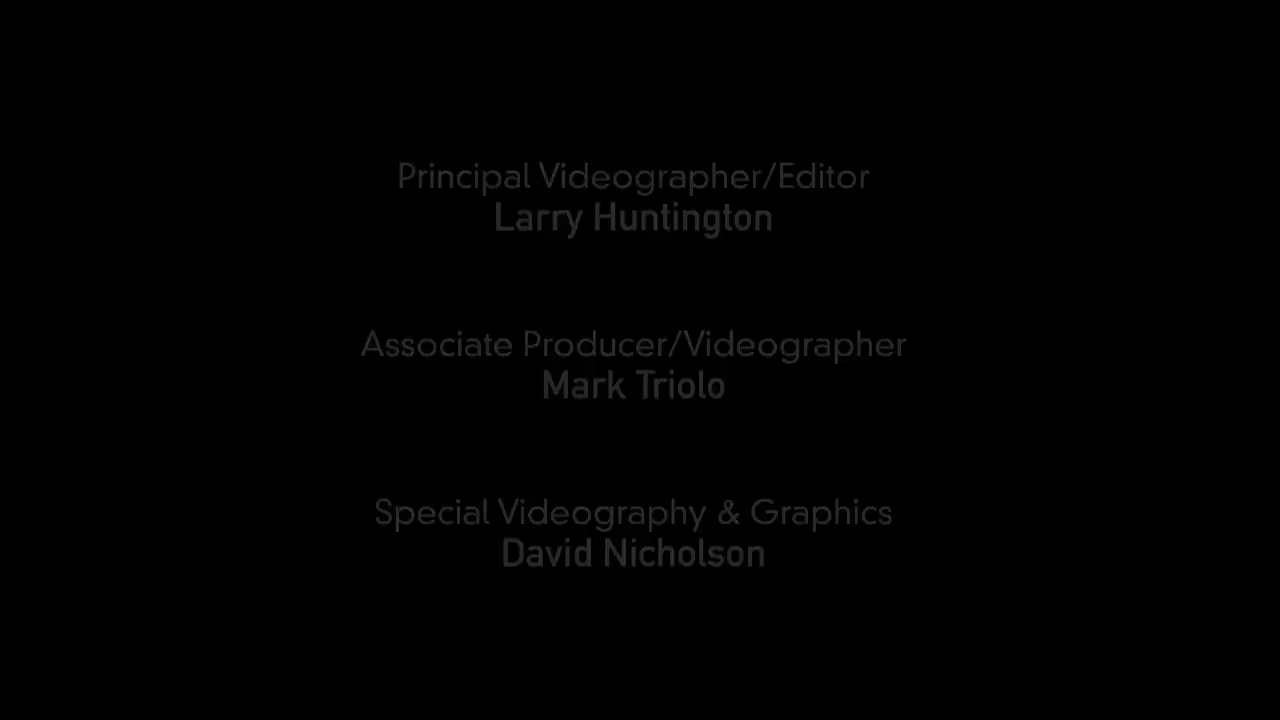 Principal Videographer/Editor
Larry Huntington
Associate Producer/Videographer
Mark Triolo
Special Videography & Graphics
David Nicholson